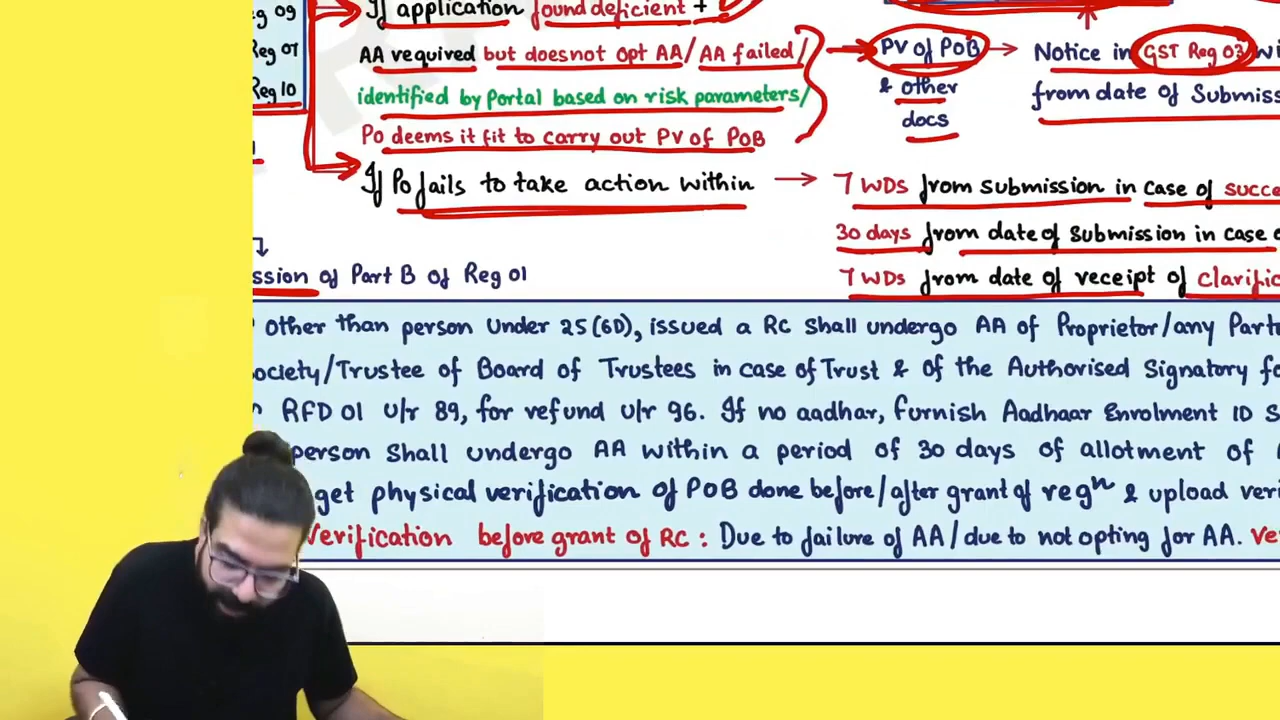 eg 09
Reg 07
Reg 10
If application found deficient +
AA required but doesnot opt AA/ AA failed/
identified by Portal based on risk parameters/
Po deems it fit to carry out PV of PoB
PV of PoB
& other
docs
Notice in GST Reg 03 wi
from date of Submiss
If Po fails to take action within
7 WDs from submission in case of succe
30 days from date of submission in case o
7 WDs from date of receipt of Clarific
ssion of Part B of Reg 01
other than person under 25(6D), issued a RC shall undergo AA of Proprietor/any Part
ociety/Trustee of Board of Trustees in case of Trust & of the Authorised Signatory fo
RFD 01 U/r 89, for refund U/r 96. If no aadhar, furnish Aadhaar Enrolment ID S
person shall undergo AA within a period of 30 days of allotment of
get physical verification of PoB done before/after grant of regn & upload veri
Verification before grant of RC : Due to failure of AA/due to not opting for AA. Ve